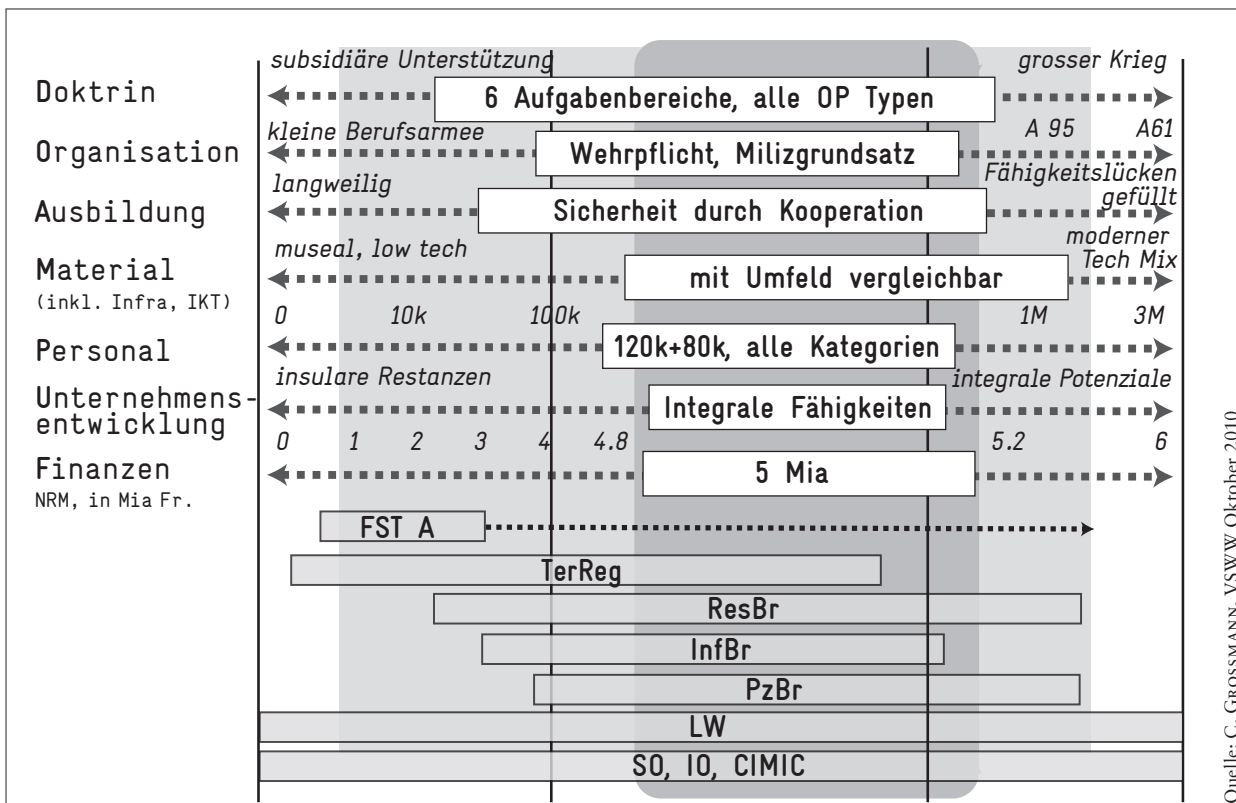 subsidiäre Unterstützung
grosser Krieg
Doktrin
6 Aufgabenbereiche, alle OP Typen
kleine Berufsarmee
A 95
A61
Organisation
Wehrpflicht, Milizgrundsatz
langweilig
Fähigkeitslücken
gefüllt
Ausbildung
Sicherheit durch Kooperation
museal, low tech
moderner
Tech Mix
Material
(inkl. Infra, IKT)
mit Umfeld vergleichbar
0 10k 100k 1M 3M
Personal
120k+80k, alle Kategorien
insulare Restanzen
integrale Potenziale
Unternehmens-
entwicklung
Integrale Fähigkeiten
0 1 2 3 4 4.8 5.2 6
Finanzen
NRM, in Mia Fr.
5 Mia
FST A
TerReg
ResBr
InfBr
PzBr
LW
SO, IO, CIMIC
Quelle: C. GROSSMANN, VSWW Oktober 2010